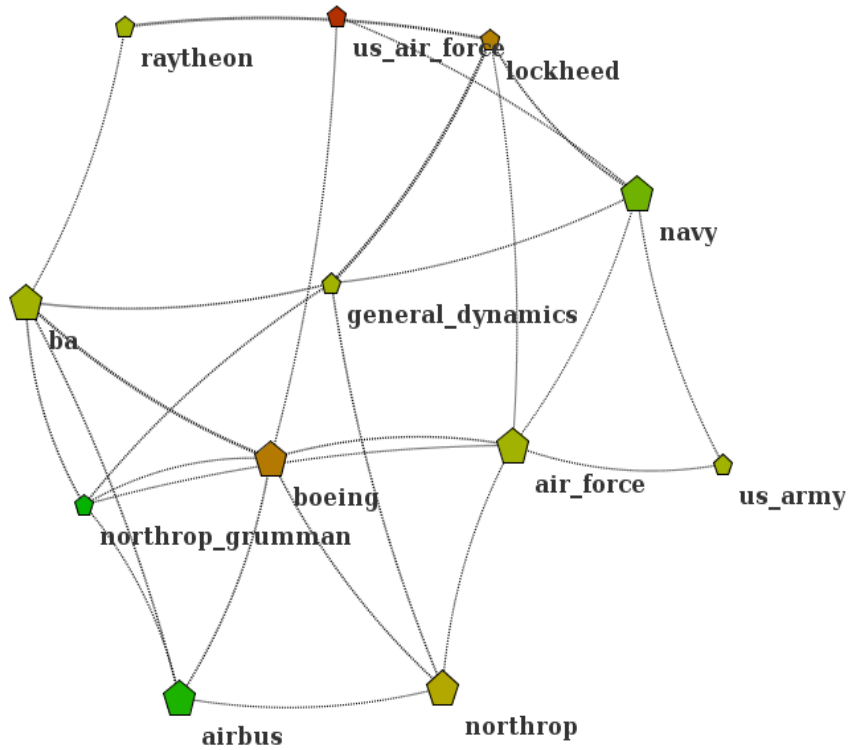 raytheon
us_air_force
lockheed
navy
general_dynamics
ba
boeing
air_force
us_army
northrop_grumman
northrop
airbus